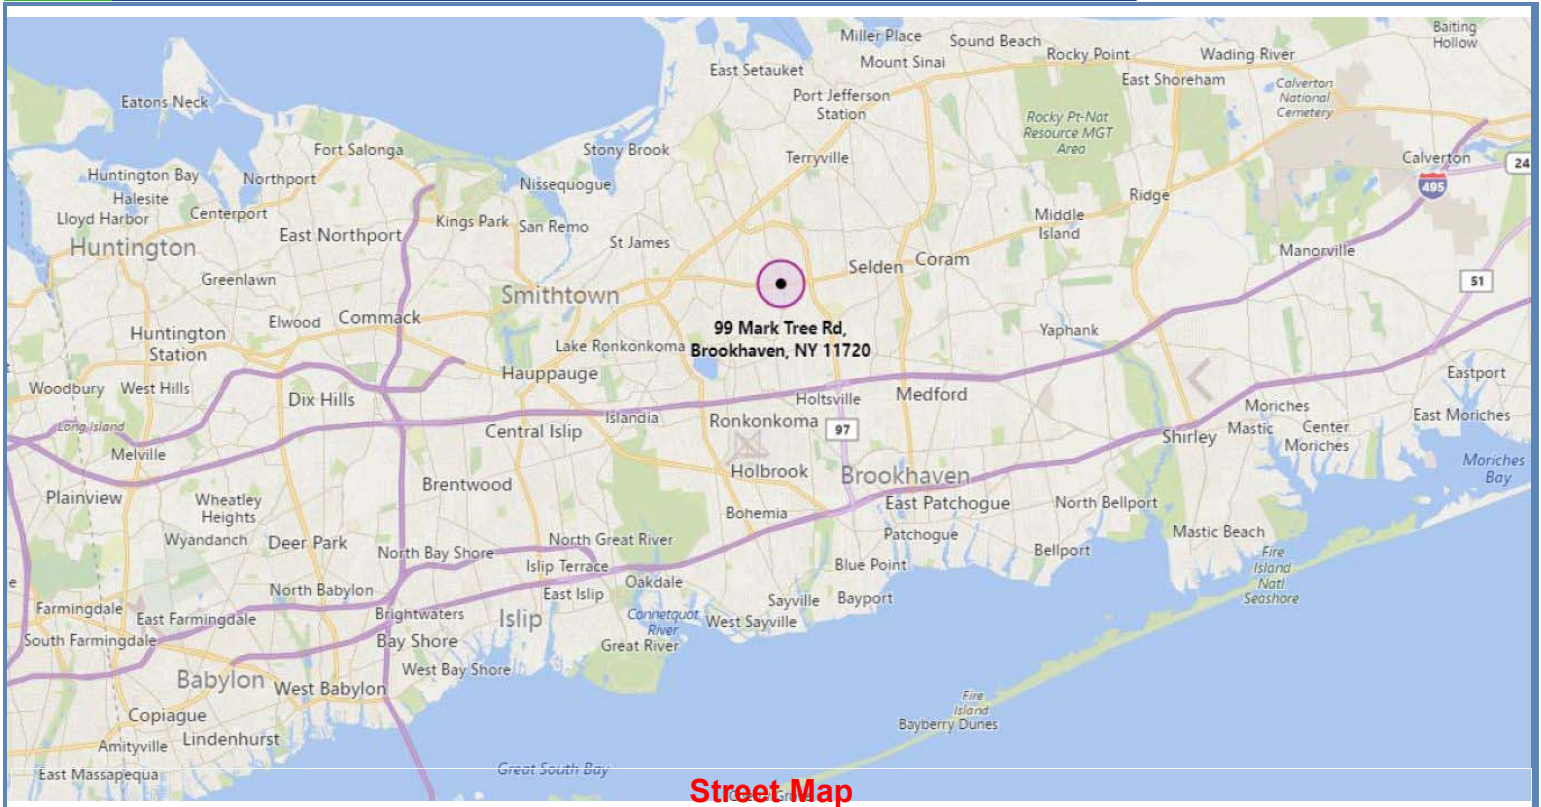 Miller Place
Sound Beach
Baiting
Hollow
Rocky Point
Wading River
Mount Sinai
East Setauket
East Shoreham
Calverton
National
Cemetery
Port Jefferson
Station
Eatons Neck
Rocky Pt-Nat
Resource MGT
Area
Fort Salonga
Stony Brook
Terryville
Calverton
24
495
Huntington Bay
Northport
Nissequogue
Halesite
Ridge
Lloyd Harbor
Centerport
Kings Park
San Remo
Middle
Island
East Northport
St James
Huntington
Manorville
Selden
Coram
Greenlawn
51
Smithtown
Elwood
Commack
99 Mark Tree Rd,
Brookhaven, NY 11720
Yaphank
Huntington
Station
Lake Ronkonkoma
Hauppauge
Eastport
Woodbury
West Hills
Dix Hills
Holtsville
Medford
Moriches
East Moriches
Long Island
Islandia
Ronkonkoma
97
Central Islip
Shirley
Mastic
Center
Moriches
Melville
Holbrook
Brookhaven
Moriches
Bay
Plainview
Brentwood
Wheatley
Heights
East Patchogue
North Bellport
Bohemia
Wyandanch
Deer Park
North Great River
Patchogue
Mastic Beach
North Bay Shore
Bellport
Fire
Island
Natl
Seashore
Islip Terrace
Blue Point
Oakdale
e
North Babylon
East Islip
Sayville
Bayport
Farmingdale
East Farmingdale
Brightwaters
Islip
Connetquot
River
West Sayville
South Farmingdale
Bay Shore
Great River
West Bay Shore
Babylon
West Babylon
Fire
Island
Bayberry Dunes
Copiague
Amityville
Lindenhurst
East Massapequa
Great South Bay
Street Map